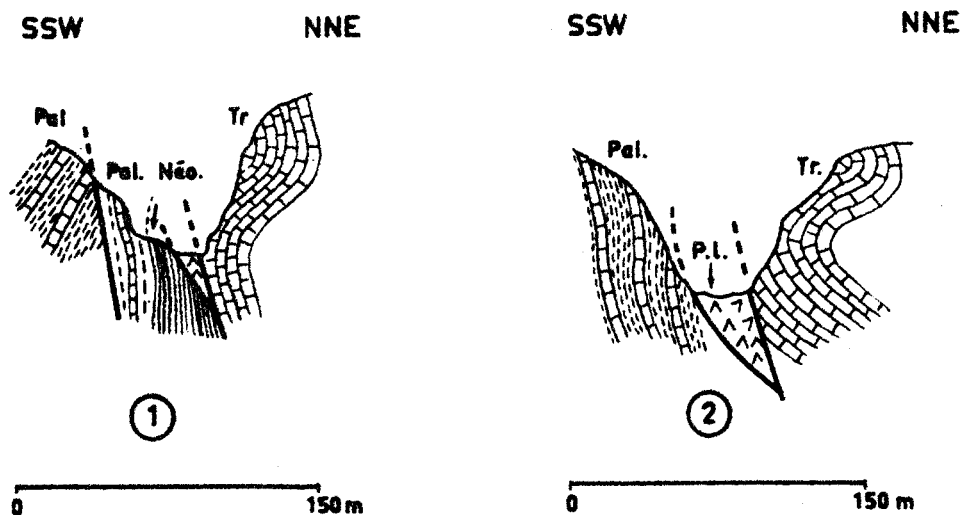 SSW NNE SSW NNE
Pal Tr Pal. Tr.
Pal. Néo. P.l.
1 2
0 150 m 0 150 m